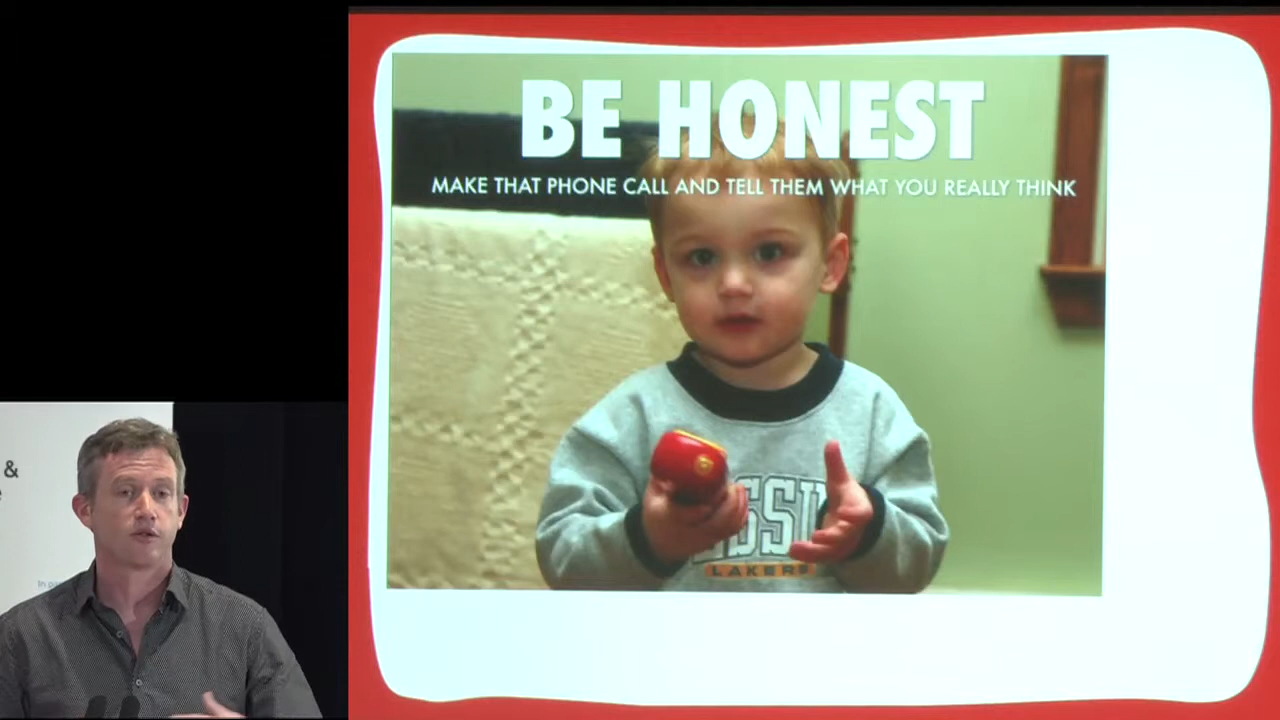 BE HONEST
MAKE THAT PHONE CALL AND TELL THEM WHAT YOU REALLY THINK
LAKERS
&